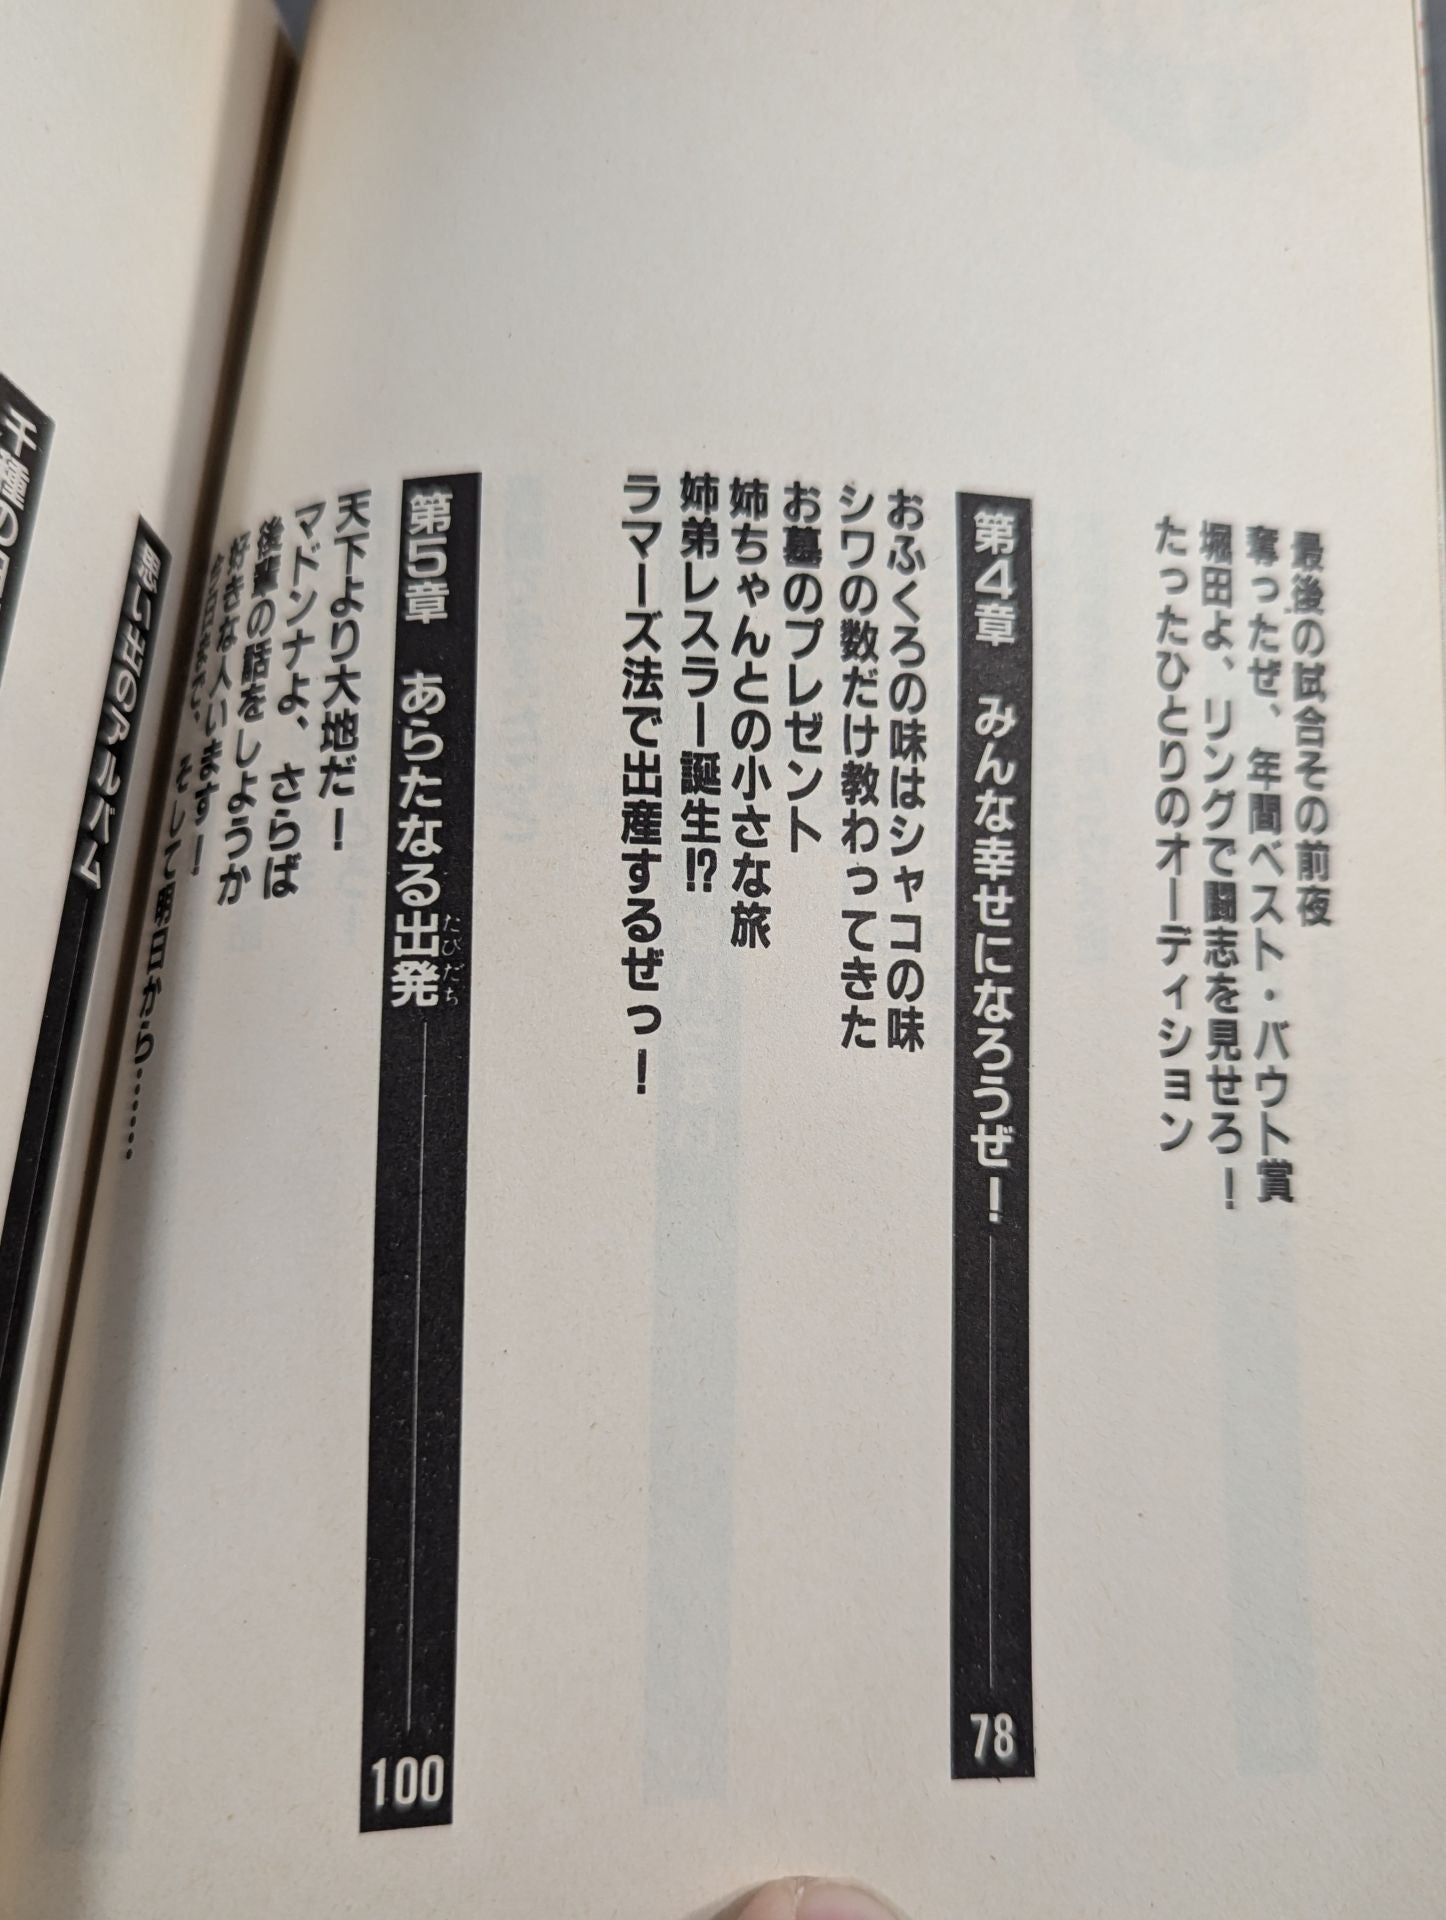 最後の試合その前夜
奪ったぜ、年間ベスト・バウト賞
堀田よ、リングで闘志を見せろ！
たったひとりのオーディション
第4章 みんな幸せになろうぜ！ 78
おふくろの味はシャコの味
シワの数だけ教わってきた
お墓のプレゼント
姉ちゃんとの小さな旅
姉弟レスラー誕生!?
ラマーズ法で出産するぜっ！
第5章 あらたなる出発 100
たびだち
天下より大地だ！
マドンナよ、さらば
後輩の話をしようか
好きな人います！
今日まで、そして明日から……
思い出のアルバム
千種の